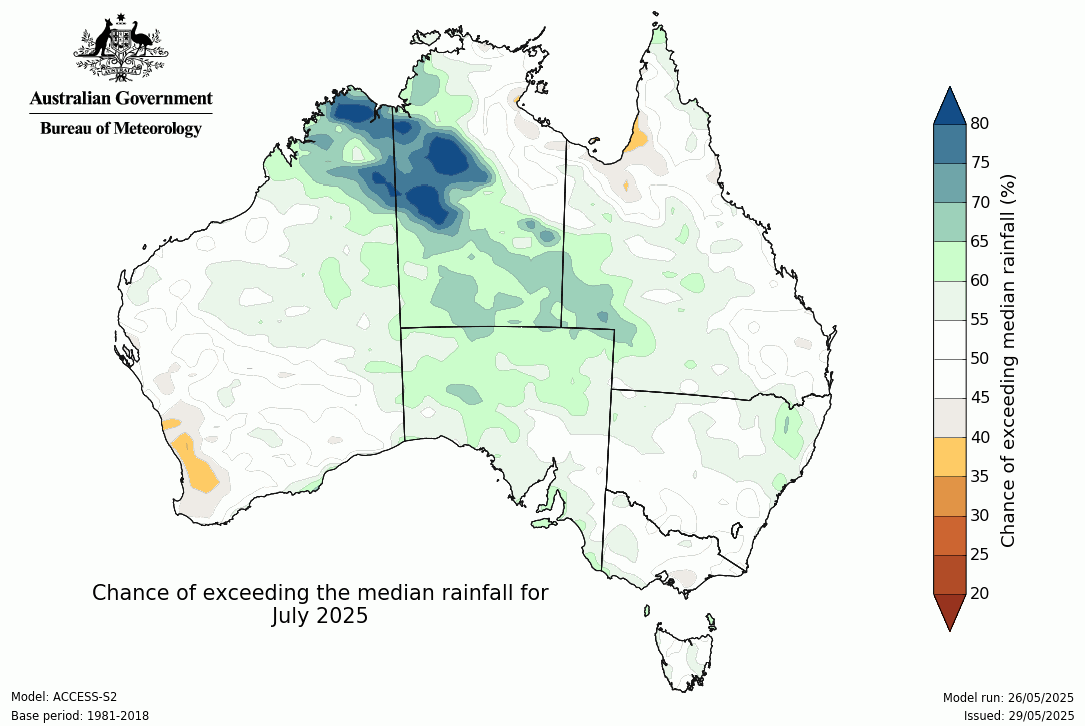 AUSTRALIA
Australian Government
Bureau of Meteorology
80
75
70
65
60
55
50
45
40
35
30
25
20
Chance of exceeding median rainfall (%)
Chance of exceeding the median rainfall for
July 2025
Model: ACCESS-S2
Base period: 1981-2018
Model run: 26/05/2025
Issued: 29/05/2025